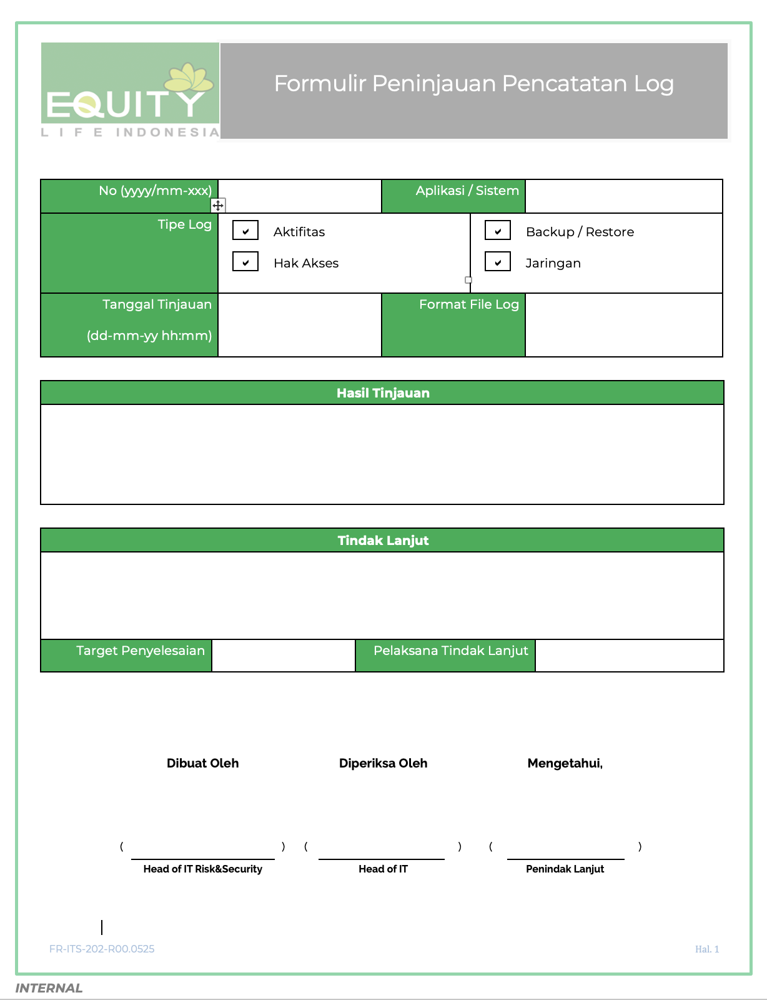 EQUITY
LIFE INDONESIA
Formulir Peninjauan Pencatatan Log
No (yyyy/mm-xxx)
Aplikasi / Sistem
Tipe Log
Aktifitas
Backup / Restore
Hak Akses
Jaringan
Tanggal Tinjauan
(dd-mm-yy hh:mm)
Format File Log
Hasil Tinjauan
Tindak Lanjut
Target Penyelesaian
Pelaksana Tindak Lanjut
Dibuat Oleh
Diperiksa Oleh
Mengetahui,
( ) ( ) ( )
Head of IT Risk&Security
Head of IT
Penindak Lanjut
FR-ITS-202-R00.0525
Hal. 1
INTERNAL